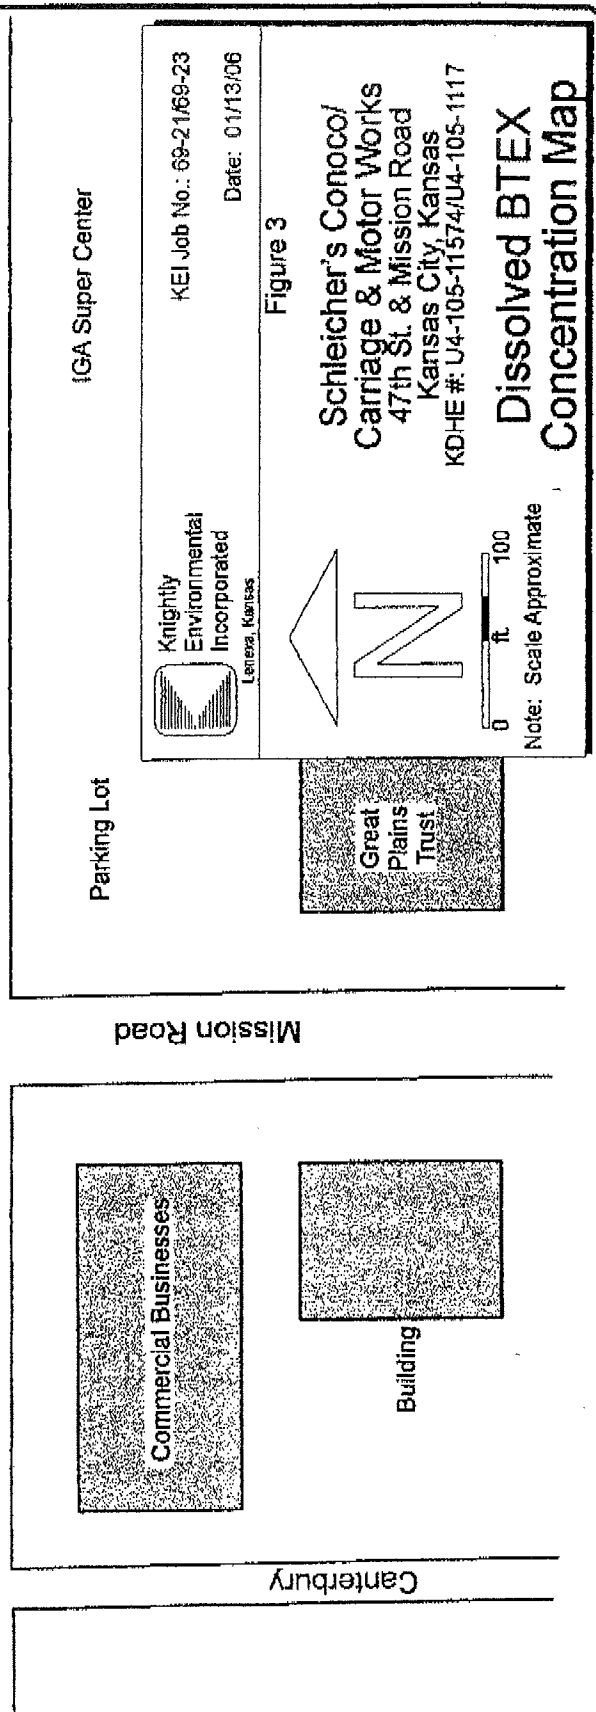 IGA Super Center
Parking Lot
Knightly
Environmental
Incorporated
Lenexa, Kansas
KEI Job No.: 69-21/69-23
Date: 01/13/06
Figure 3
Schleicher's Conoco/
Carriage & Motor Works
47th St. & Mission Road
Kansas City, Kansas
KDHE #: U4-105-11574/U4-105-1117
Dissolved BTEX
Concentration Map
N
0 ft. 100
Note: Scale Approximate
Great
Plains
Trust
Mission Road
Commercial Businesses
Building
Canterbury